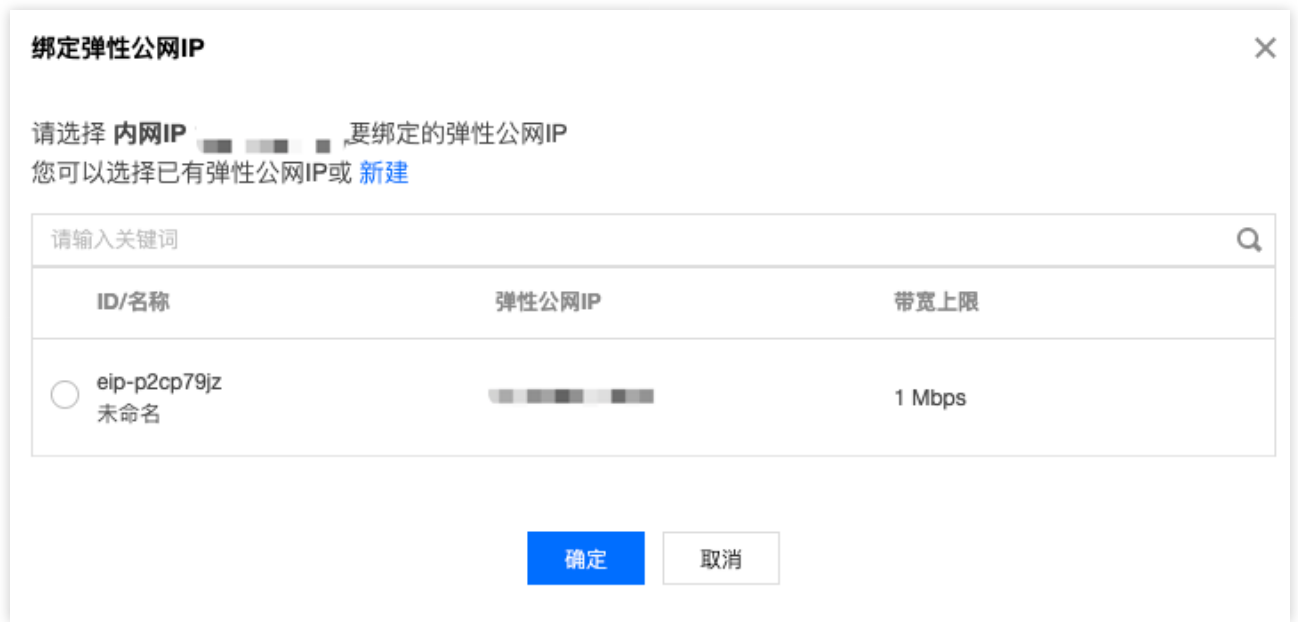 绑定弹性公网IP
请选择 内网IP 要绑定的弹性公网IP
您可以选择已有弹性公网IP或 新建
请输入关键词
ID/名称 弹性公网IP 带宽上限
eip-p2cp79jz
未命名
1 Mbps
确定 取消